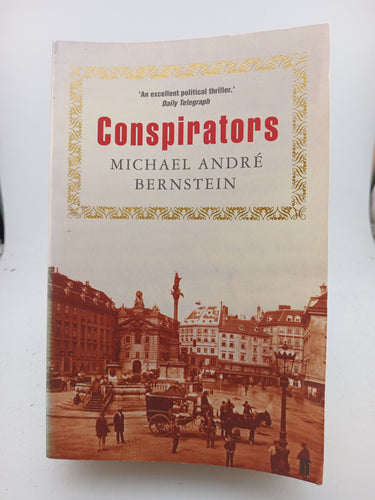 'An excellent political thriller.'
Daily Telegraph
Conspirators
MICHAEL ANDRÉ
BERNSTEIN